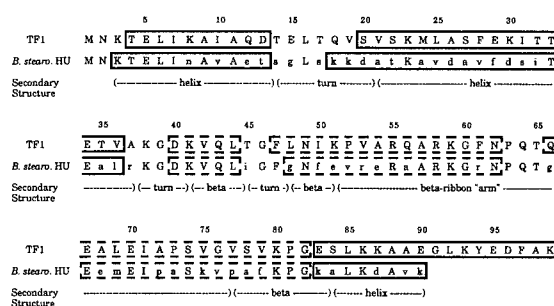 5 10 15 20 25 30
TF1 M N K T E L I K A I A Q D T E L T Q V S V S K M L A S F E K I T T
B. stearo. HU M N K T E L I n A v A e t a g L s k k d a t K a v d a v f d s i T
Secondary Structure (----------helix----------)(--------turn--------)(----------helix----------
35 40 45 50 55 60 65
TF1 E T V A K G D K V Q L T G F L N I K P V A R Q A R K G F N P Q T Q
B. stearo. HU E a l r K G D K V Q L i G F g N f e v r e R a A R K G r N P Q T g
Secondary Structure ----------)(--turn--)(--- beta---)(--turn--)(----------beta-ribbon "arm"----------
70 75 80 85 90 95
TF1 E A L E I A P S V G V S V K P G E S L K K A A E G L K Y E D F A K
B. stearo. HU E e m E I p a S k v p a f K P G k a L K d A v k
Secondary Structure --------------------)(--------beta--------)(------helix------)